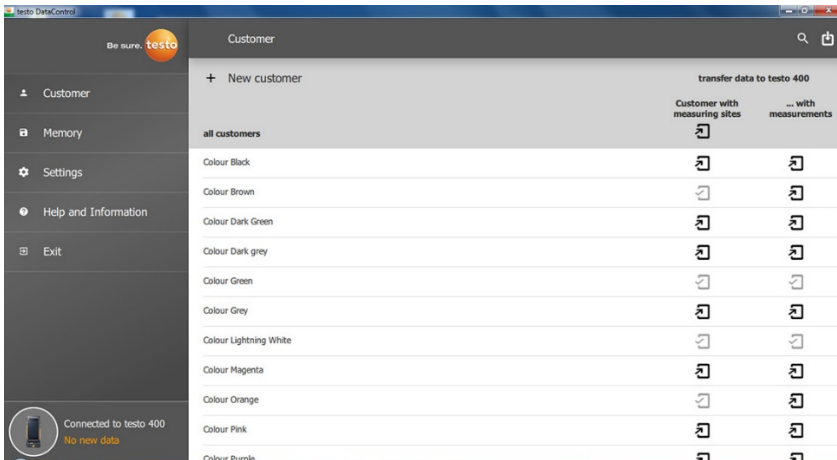 testo DataControl
Be sure. testo
Customer
Memory
Settings
Help and Information
Exit
Connected to testo 400
No new data
Customer
+ New customer
transfer data to testo 400
Customer with
measuring sites
... with
measurements
all customers
Colour Black
Colour Brown
Colour Dark Green
Colour Dark grey
Colour Green
Colour Grey
Colour Lightning White
Colour Magenta
Colour Orange
Colour Pink
Colour Purple